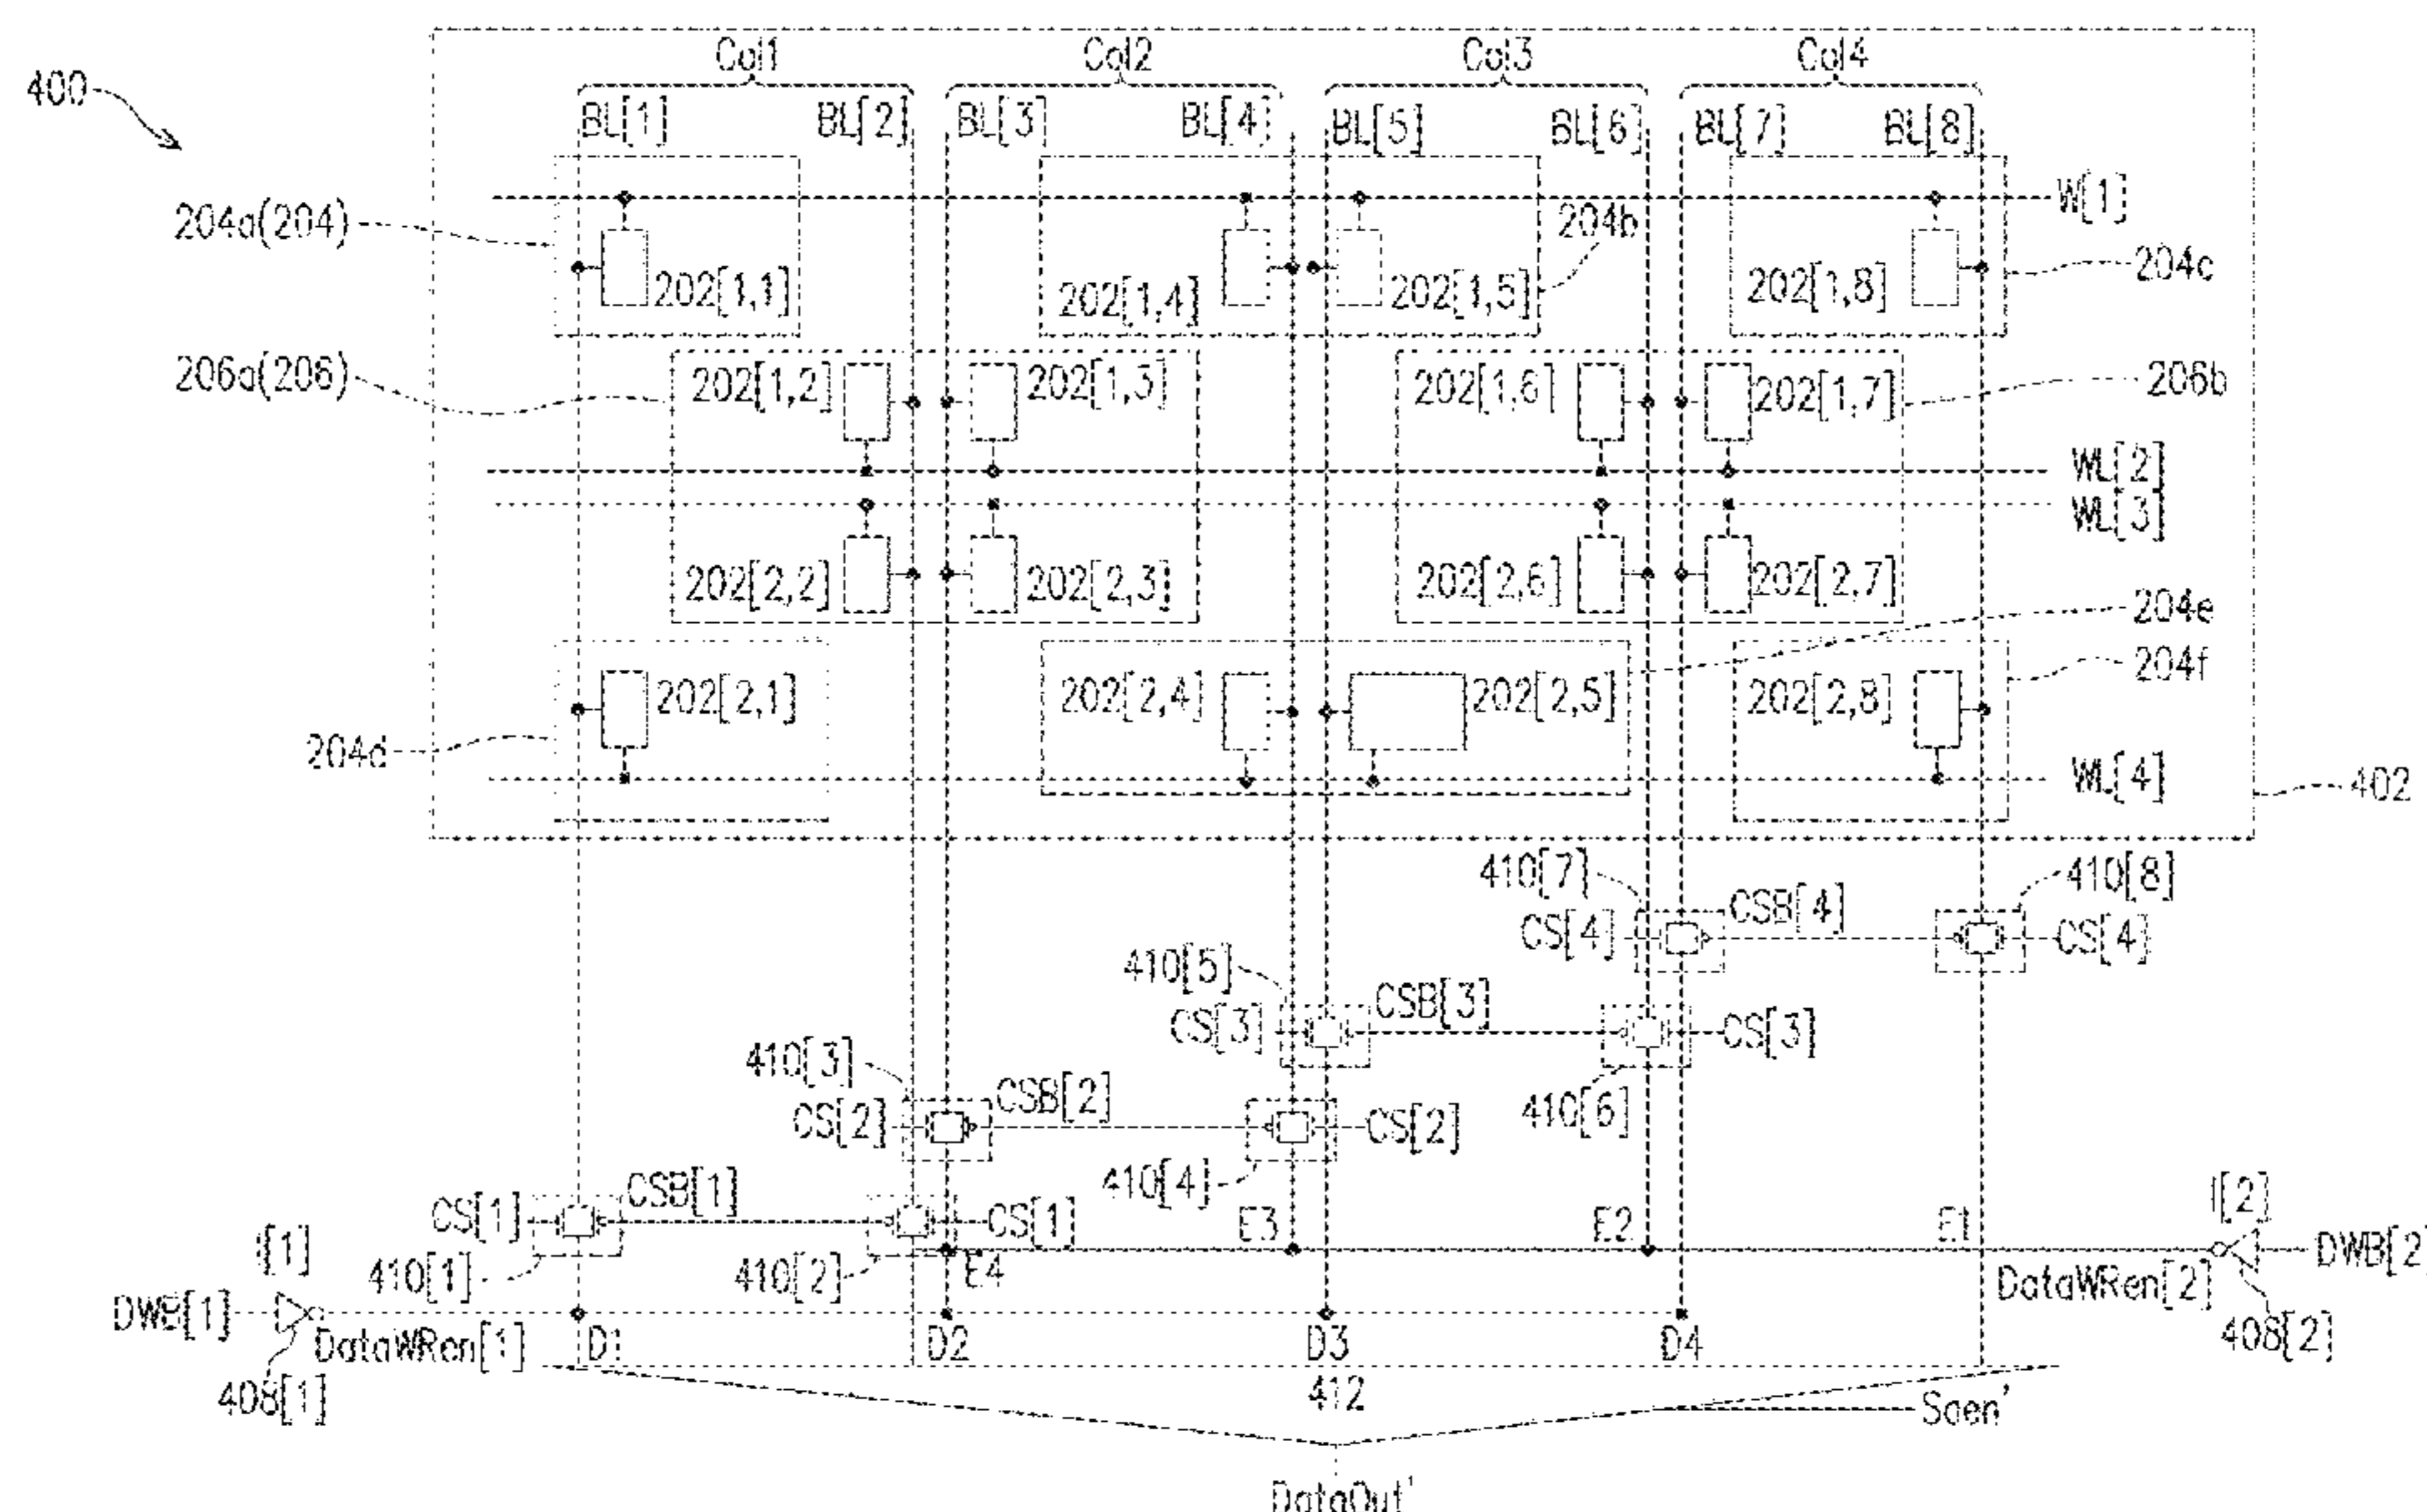 400
Col1 Col2 Col3 Col4
BL[1] BL[2] BL[3] BL[4] BL[5] BL[6] BL[7] BL[8]
W[1]
204a(204) 204b
202[1,1] 202[1,4] 202[1,5] 202[1,8] 204c
206a(206) 202[1,2] 202[1,3] 202[1,6] 202[1,7] 206b
WL[2]
WL[3]
202[2,2] 202[2,3] 202[2,6] 202[2,7]
204e
204f
202[2,1] 202[2,4] 202[2,5] 202[2,8]
204d
WL[4] 402
410[7] 410[8]
CSB[4]
CS[4] CS[4]
410[5]
CSB[3]
CS[3] CS[3]
410[3]
CSB[2]
CS[2] CS[2]
410[6]
410[4]
CSB[1]
CS[1] CS[1] E3 E2 E1 I[2]
I[1]
410[1] 410[2] E4 DataWRen[2] DWB[2]
DWB[1]
DataWRen[1] D1 D2 D3 D4 408[2]
408[1] 412 Saen'
DataOut'